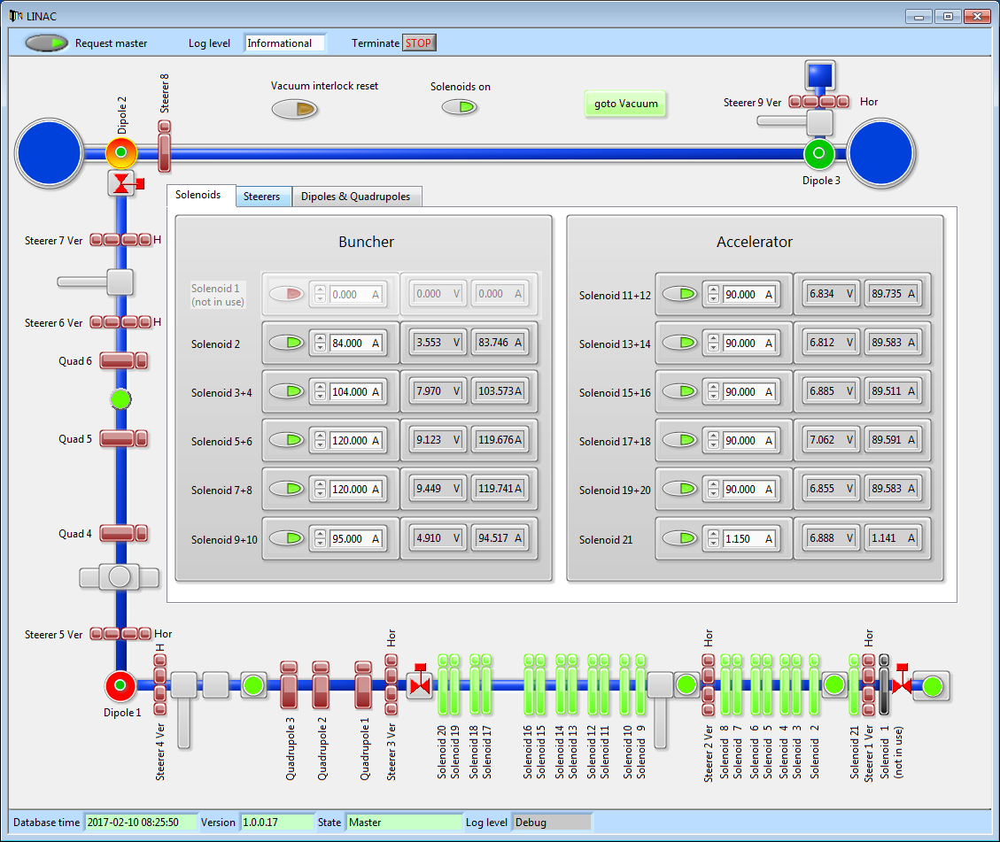 LINAC
Request master
Log level
Informational
Terminate
STOP
Dipole 2
Steerer 8
Vacuum interlock reset
Solenoids on
goto Vacuum
Steerer 9 Ver
Hor
Dipole 3
Steerer 7 Ver
H
Steerer 6 Ver
H
Quad 6
Quad 5
Quad 4
Steerer 5 Ver
Hor
H
Dipole 1
Solenoids
Steerers
Dipoles & Quadrupoles
Buncher
Solenoid 1
(not in use)
0.000 A
0.000 V
0.000 A
Solenoid 2
84.000 A
3.553 V
83.746 A
Solenoid 3+4
104.000 A
7.970 V
103.573 A
Solenoid 5+6
120.000 A
9.123 V
119.676 A
Solenoid 7+8
120.000 A
9.449 V
119.741 A
Solenoid 9+10
95.000 A
4.910 V
94.517 A
Accelerator
Solenoid 11+12
90.000 A
6.834 V
89.735 A
Solenoid 13+14
90.000 A
6.812 V
89.583 A
Solenoid 15+16
90.000 A
6.885 V
89.511 A
Solenoid 17+18
90.000 A
7.062 V
89.591 A
Solenoid 19+20
90.000 A
6.855 V
89.583 A
Solenoid 21
1.150 A
6.888 V
1.141 A
Hor
Hor
Hor
Steerer 4 Ver
Quadrupole 3
Quadrupole 2
Quadrupole 1
Steerer 3 Ver
Solenoid 20
Solenoid 19
Solenoid 18
Solenoid 17
Solenoid 16
Solenoid 15
Solenoid 14
Solenoid 13
Solenoid 12
Solenoid 11
Solenoid 10
Solenoid 9
Steerer 2 Ver
Solenoid 8
Solenoid 7
Solenoid 6
Solenoid 5
Solenoid 4
Solenoid 3
Solenoid 2
Solenoid 21
Steerer 1 Ver
Solenoid 1
(not in use)
Database time
2017-02-10 08:25:50
Version
1.0.0.17
State
Master
Log level
Debug